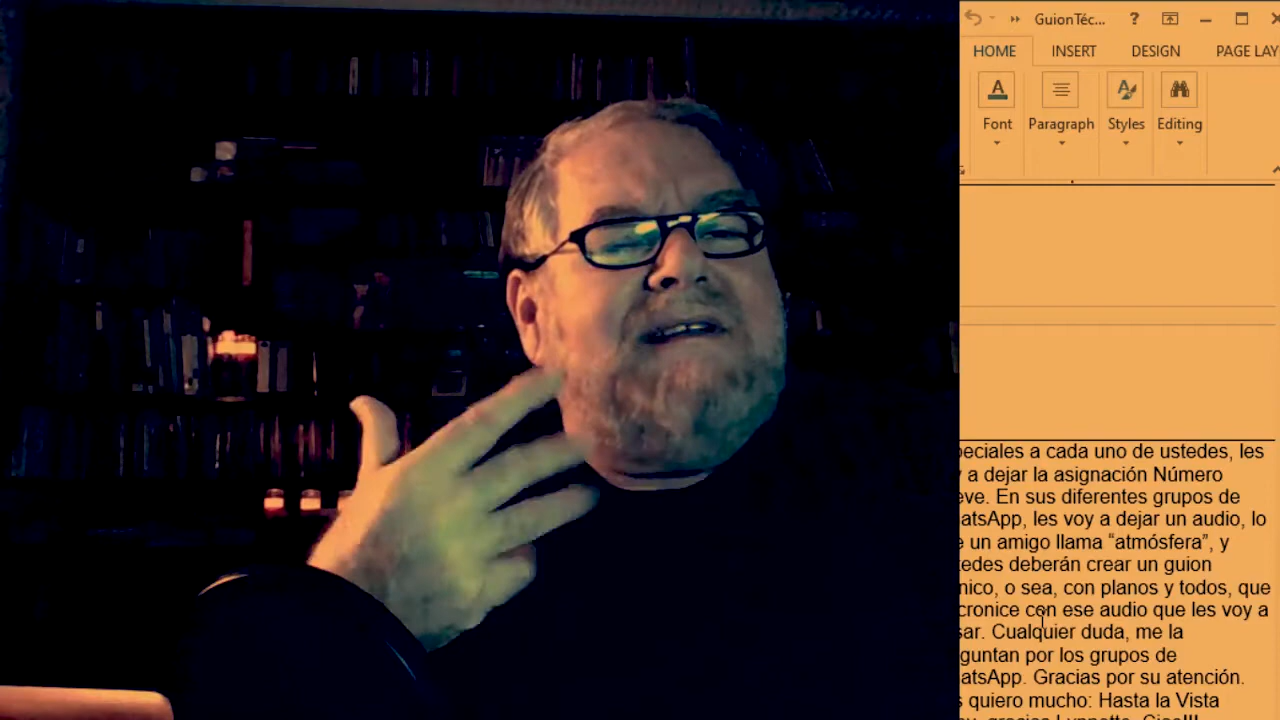 GuionTéc... ?
HOME INSERT DESIGN PAGE LAY
Font Paragraph Styles Editing
peciales a cada uno de ustedes, les
y a dejar la asignación Número
eve. En sus diferentes grupos de
atsApp, les voy a dejar un audio, lo
e un amigo llama “atmósfera”, y
tedes deberán crear un guion
nico, o sea, con planos y todos, que
cronice con ese audio que les voy a
sar. Cualquier duda, me la
guntan por los grupos de
atsApp. Gracias por su atención.
s quiero mucho: Hasta la Vista
gracias Lynnette